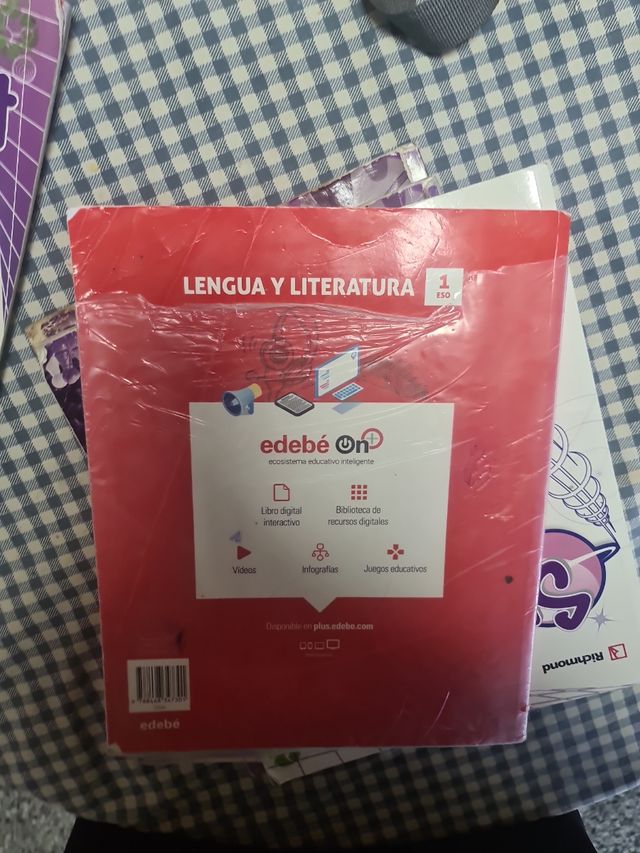 LENGUA Y LITERATURA
1
ESO
edebé On+
ecosistema educativo inteligente
Libro digital
interactivo
Biblioteca de
recursos digitales
Vídeos
Infografías
Juegos educativos
Disponible en plus.edebe.com
edebé
Richmond